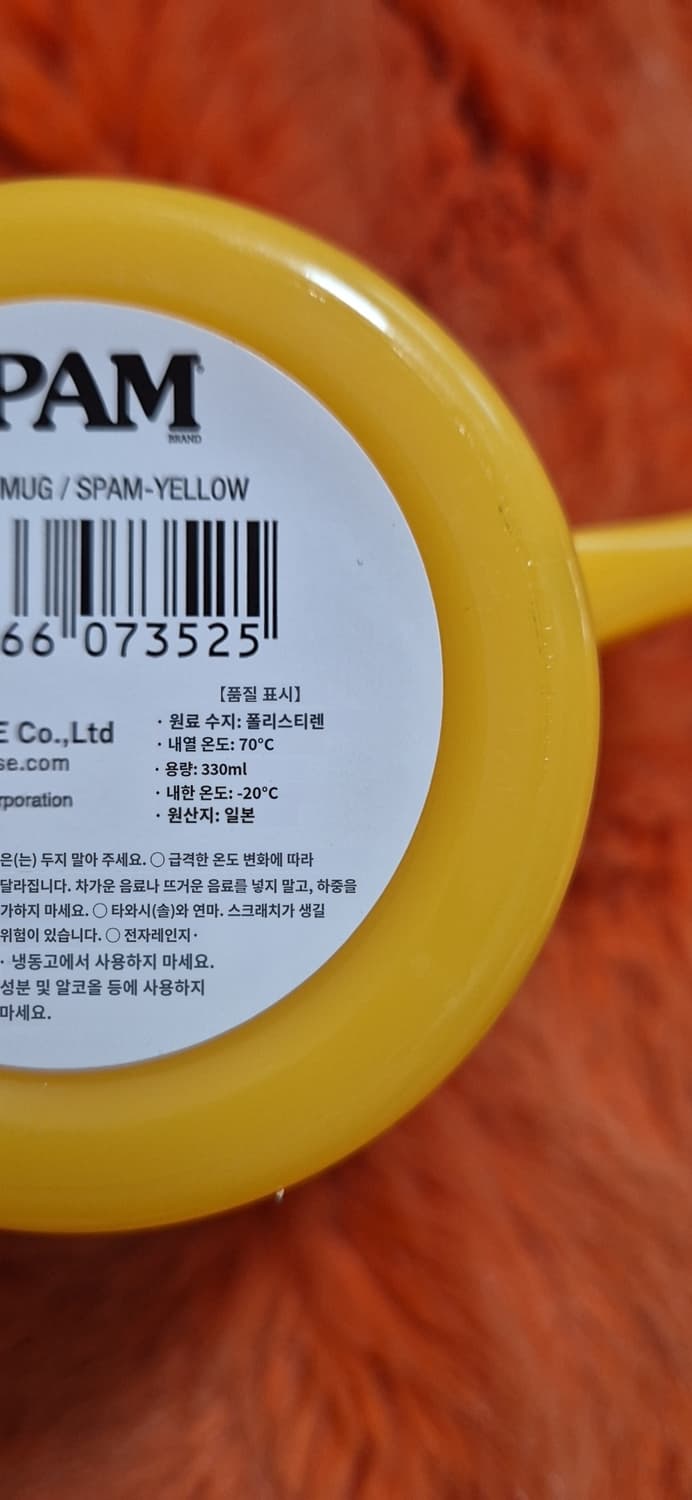 PAM
BRAND
MUG / SPAM-YELLOW
66 073525
【품질 표시】
E Co.,Ltd
· 원료 수지: 폴리스티렌
· 내열 온도: 70°C
se.com
· 용량: 330ml
rporation
· 내한 온도: -20°C
· 원산지: 일본
은(는) 두지 말아 주세요. ○ 급격한 온도 변화에 따라
달라집니다. 차가운 음료나 뜨거운 음료를 넣지 말고, 하중을
가하지 마세요. ○ 타와시(솔)와 연마. 스크래치가 생길
위험이 있습니다. ○ 전자레인지·
· 냉동고에서 사용하지 마세요.
성분 및 알코올 등에 사용하지
마세요.